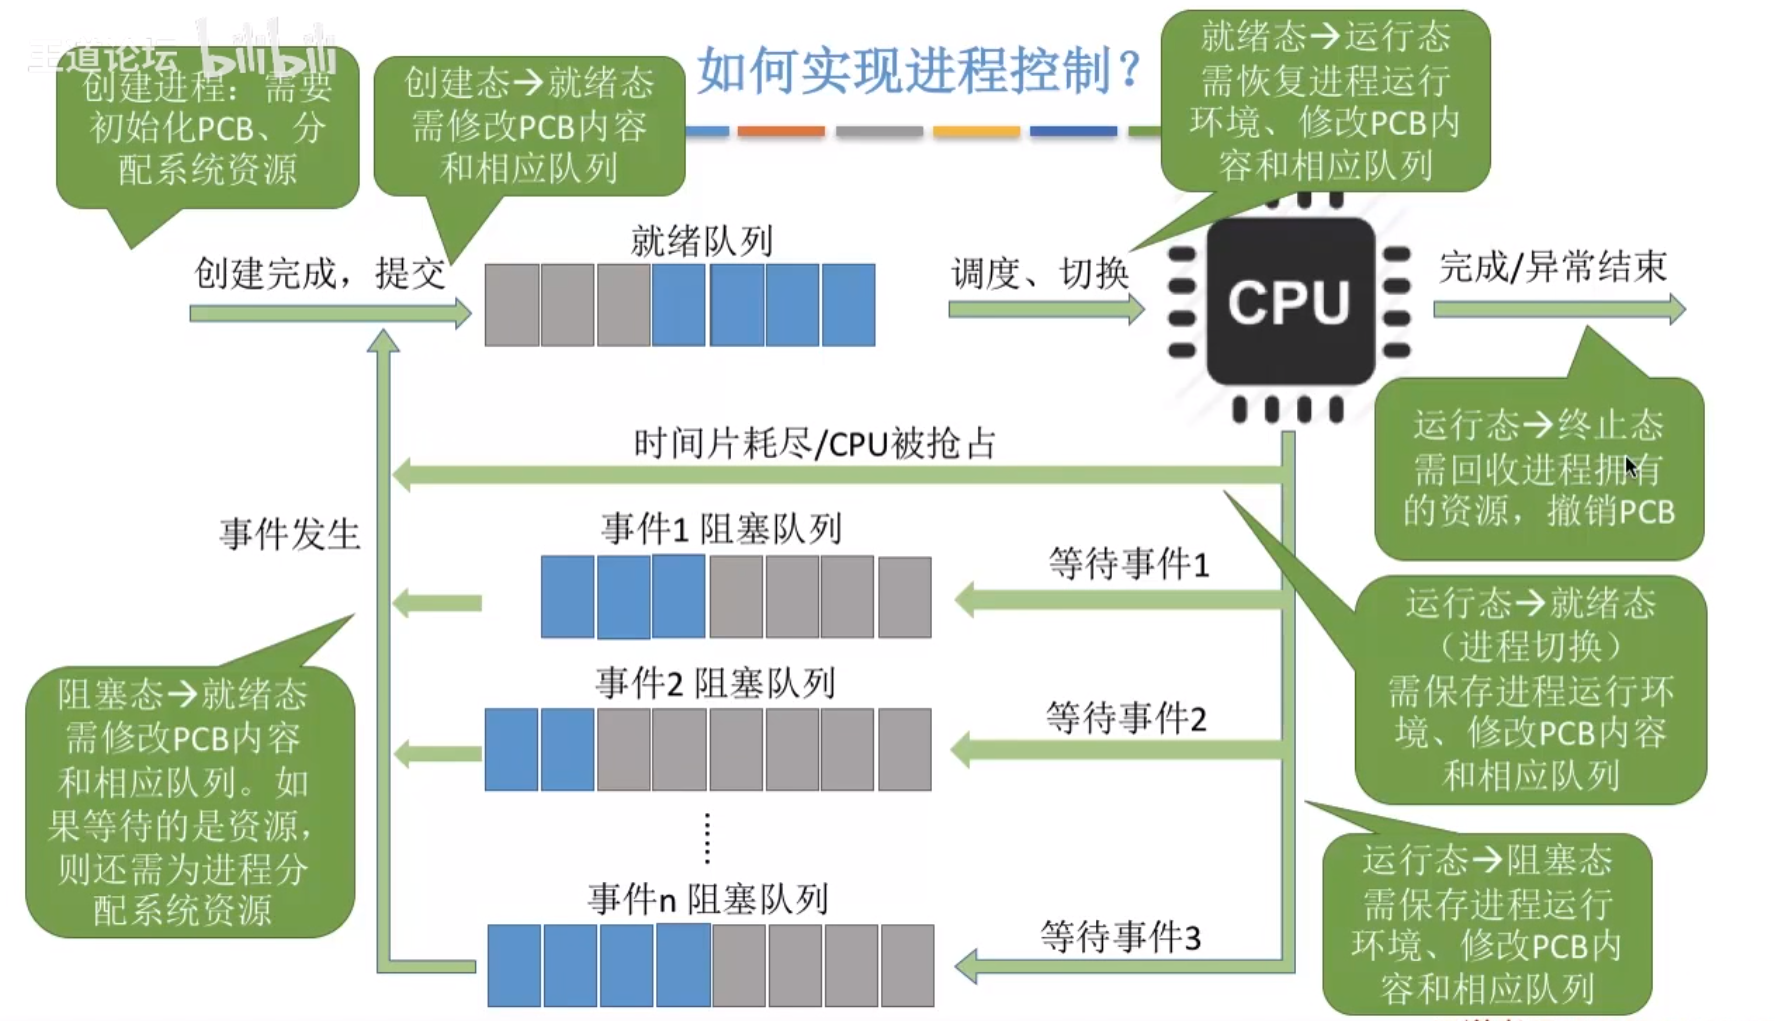 王道论坛 bilibili
创建进程：需要
初始化PCB、分
配系统资源
创建态→就绪态
需修改PCB内容
和相应队列
如何实现进程控制？
就绪态→运行态
需恢复进程运行
环境、修改PCB内
容和相应队列
创建完成，提交
就绪队列
调度、切换
CPU
完成/异常结束
时间片耗尽/CPU被抢占
运行态→终止态
需回收进程拥有
的资源，撤销PCB
事件发生
事件1 阻塞队列
等待事件1
运行态→就绪态
（进程切换）
需保存进程运行环
境、修改PCB内容
和相应队列
阻塞态→就绪态
需修改PCB内容
和相应队列。如
果等待的是资源，
则还需为进程分
配系统资源
事件2 阻塞队列
等待事件2
事件n 阻塞队列
等待事件3
运行态→阻塞态
需保存进程运行
环境、修改PCB内
容和相应队列